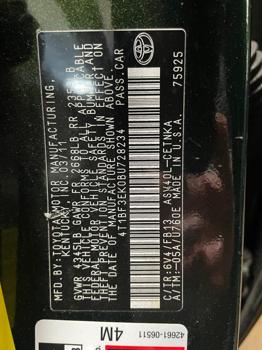 MFD.BY:TOYOTA MOTOR MANUFACTURING,
KENTUCKY, INC. 03/11
GVWR 4343LB GAWR FR 2668LB RR 2359LB
THIS VEHICLE CONFORMS TO ALL APPLICABLE
FEDERAL MOTOR VEHICLE SAFETY, BUMPER, AND
THEFT PREVENTION STANDARDS IN EFFECT ON
THE DATE OF MANUFACTURE SHOWN ABOVE.
4T1BF3EK0BU728234 PASS.CAR
C/TR:6V4/FB13 ASV40L-CETNKA
A/TM:-05A/U760E MADE IN U.S.A.
75925
42661-06511
4M